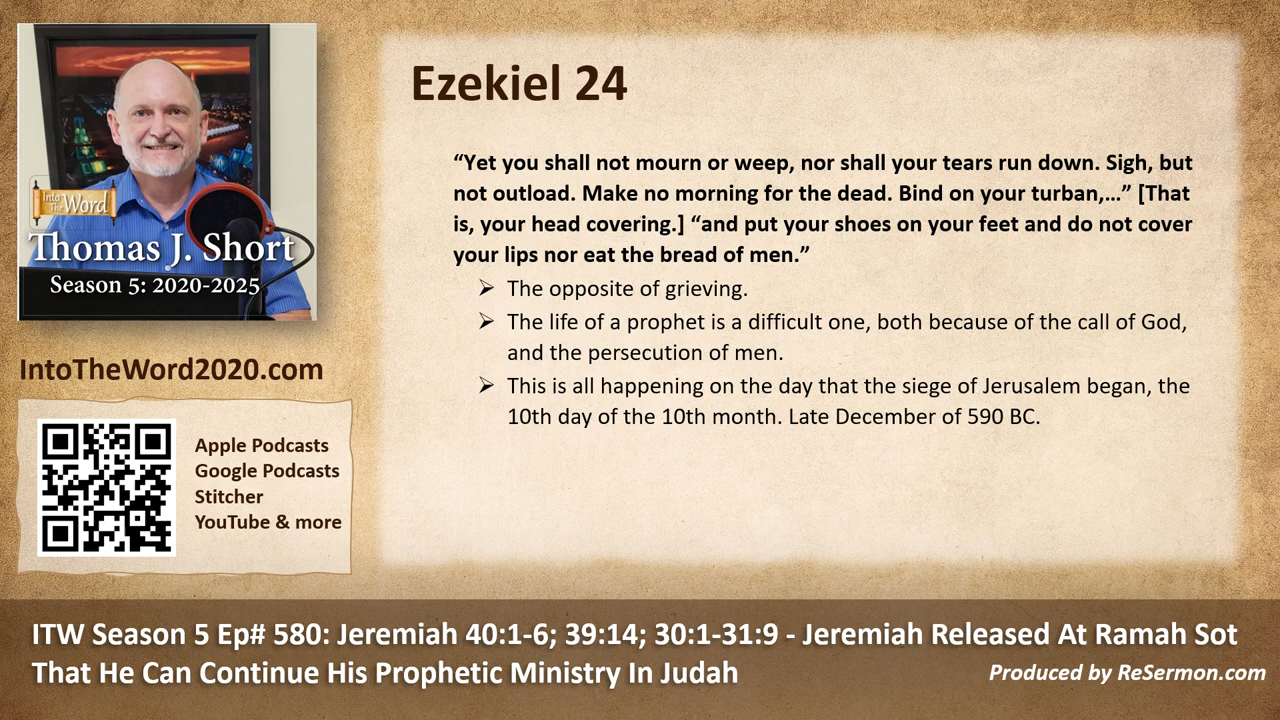 Into
The Word
Thomas J. Short
Season 5: 2020-2025
IntoTheWord2020.com
Apple Podcasts
Google Podcasts
Stitcher
YouTube & more
Ezekiel 24
“Yet you shall not mourn or weep, nor shall your tears run down. Sigh, but
not outload. Make no morning for the dead. Bind on your turban,…” [That
is, your head covering.] “and put your shoes on your feet and do not cover
your lips nor eat the bread of men.”
➢ The opposite of grieving.
➢ The life of a prophet is a difficult one, both because of the call of God,
and the persecution of men.
➢ This is all happening on the day that the siege of Jerusalem began, the
10th day of the 10th month. Late December of 590 BC.
ITW Season 5 Ep# 580: Jeremiah 40:1-6; 39:14; 30:1-31:9 - Jeremiah Released At Ramah Sot
That He Can Continue His Prophetic Ministry In Judah
Produced by ReSermon.com